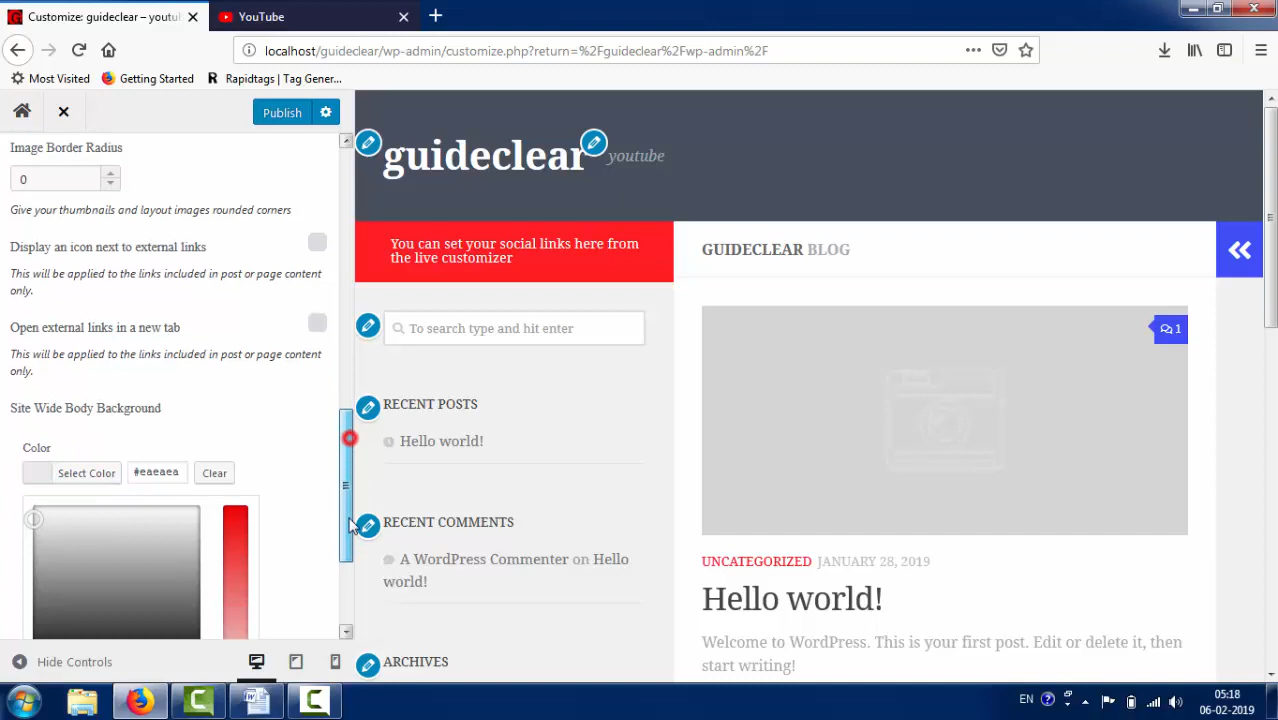 Customize: guideclear – youtu
YouTube
localhost/guideclear/wp-admin/customize.php?return=%2Fguideclear%2Fwp-admin%2F
Most Visited
Getting Started
R Rapidtags | Tag Gener...
Publish
Image Border Radius
0
Give your thumbnails and layout images rounded corners
Display an icon next to external links
This will be applied to the links included in post or page content
only.
Open external links in a new tab
This will be applied to the links included in post or page content
only.
Site Wide Body Background
Color
Select Color
#eaeaea
Clear
Hide Controls
guideclear
youtube
You can set your social links here from
the live customizer
GUIDECLEAR BLOG
To search type and hit enter
1
RECENT POSTS
Hello world!
RECENT COMMENTS
A WordPress Commenter on Hello
world!
ARCHIVES
UNCATEGORIZED JANUARY 28, 2019
Hello world!
Welcome to WordPress. This is your first post. Edit or delete it, then
start writing!
EN
05:18
06-02-2019